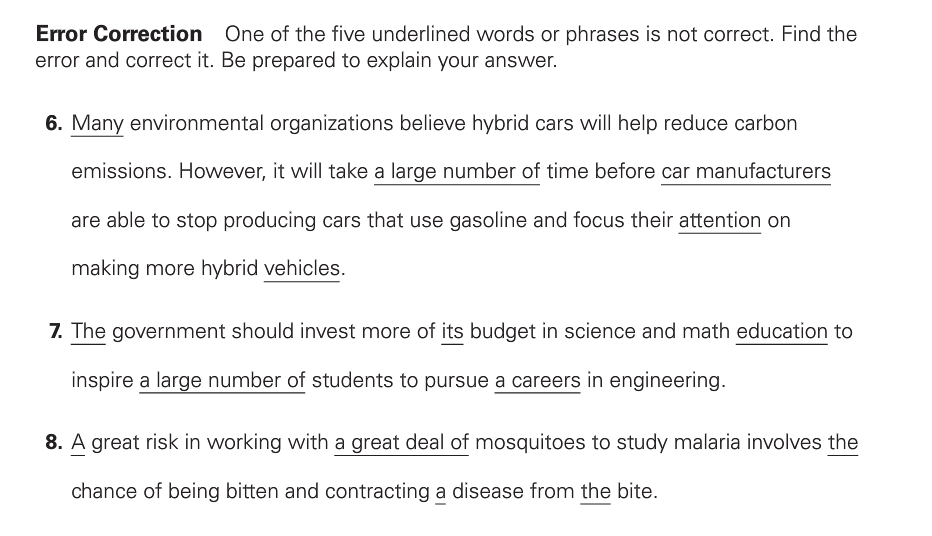 Error Correction One of the five underlined words or phrases is not correct. Find the
error and correct it. Be prepared to explain your answer.
6. Many environmental organizations believe hybrid cars will help reduce carbon
emissions. However, it will take a large number of time before car manufacturers
are able to stop producing cars that use gasoline and focus their attention on
making more hybrid vehicles.
7. The government should invest more of its budget in science and math education to
inspire a large number of students to pursue a careers in engineering.
8. A great risk in working with a great deal of mosquitoes to study malaria involves the
chance of being bitten and contracting a disease from the bite.